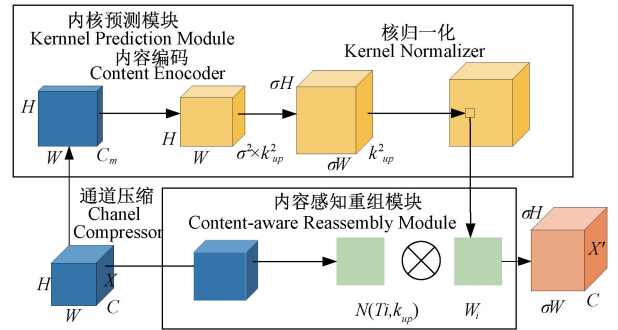 内核预测模块
Kernnel Prediction Module
内容编码
Content Enocoder
核归一化
Kernel Normalizer
H
W
C_m
H
W
σ²×k²_up
σH
σW
k²_up
通道压缩
Chanel
Compressor
内容感知重组模块
Content-aware Reassembly Module
H
W
X
C
N(Ti,k_up)
W_i
σH
σW
X′
C